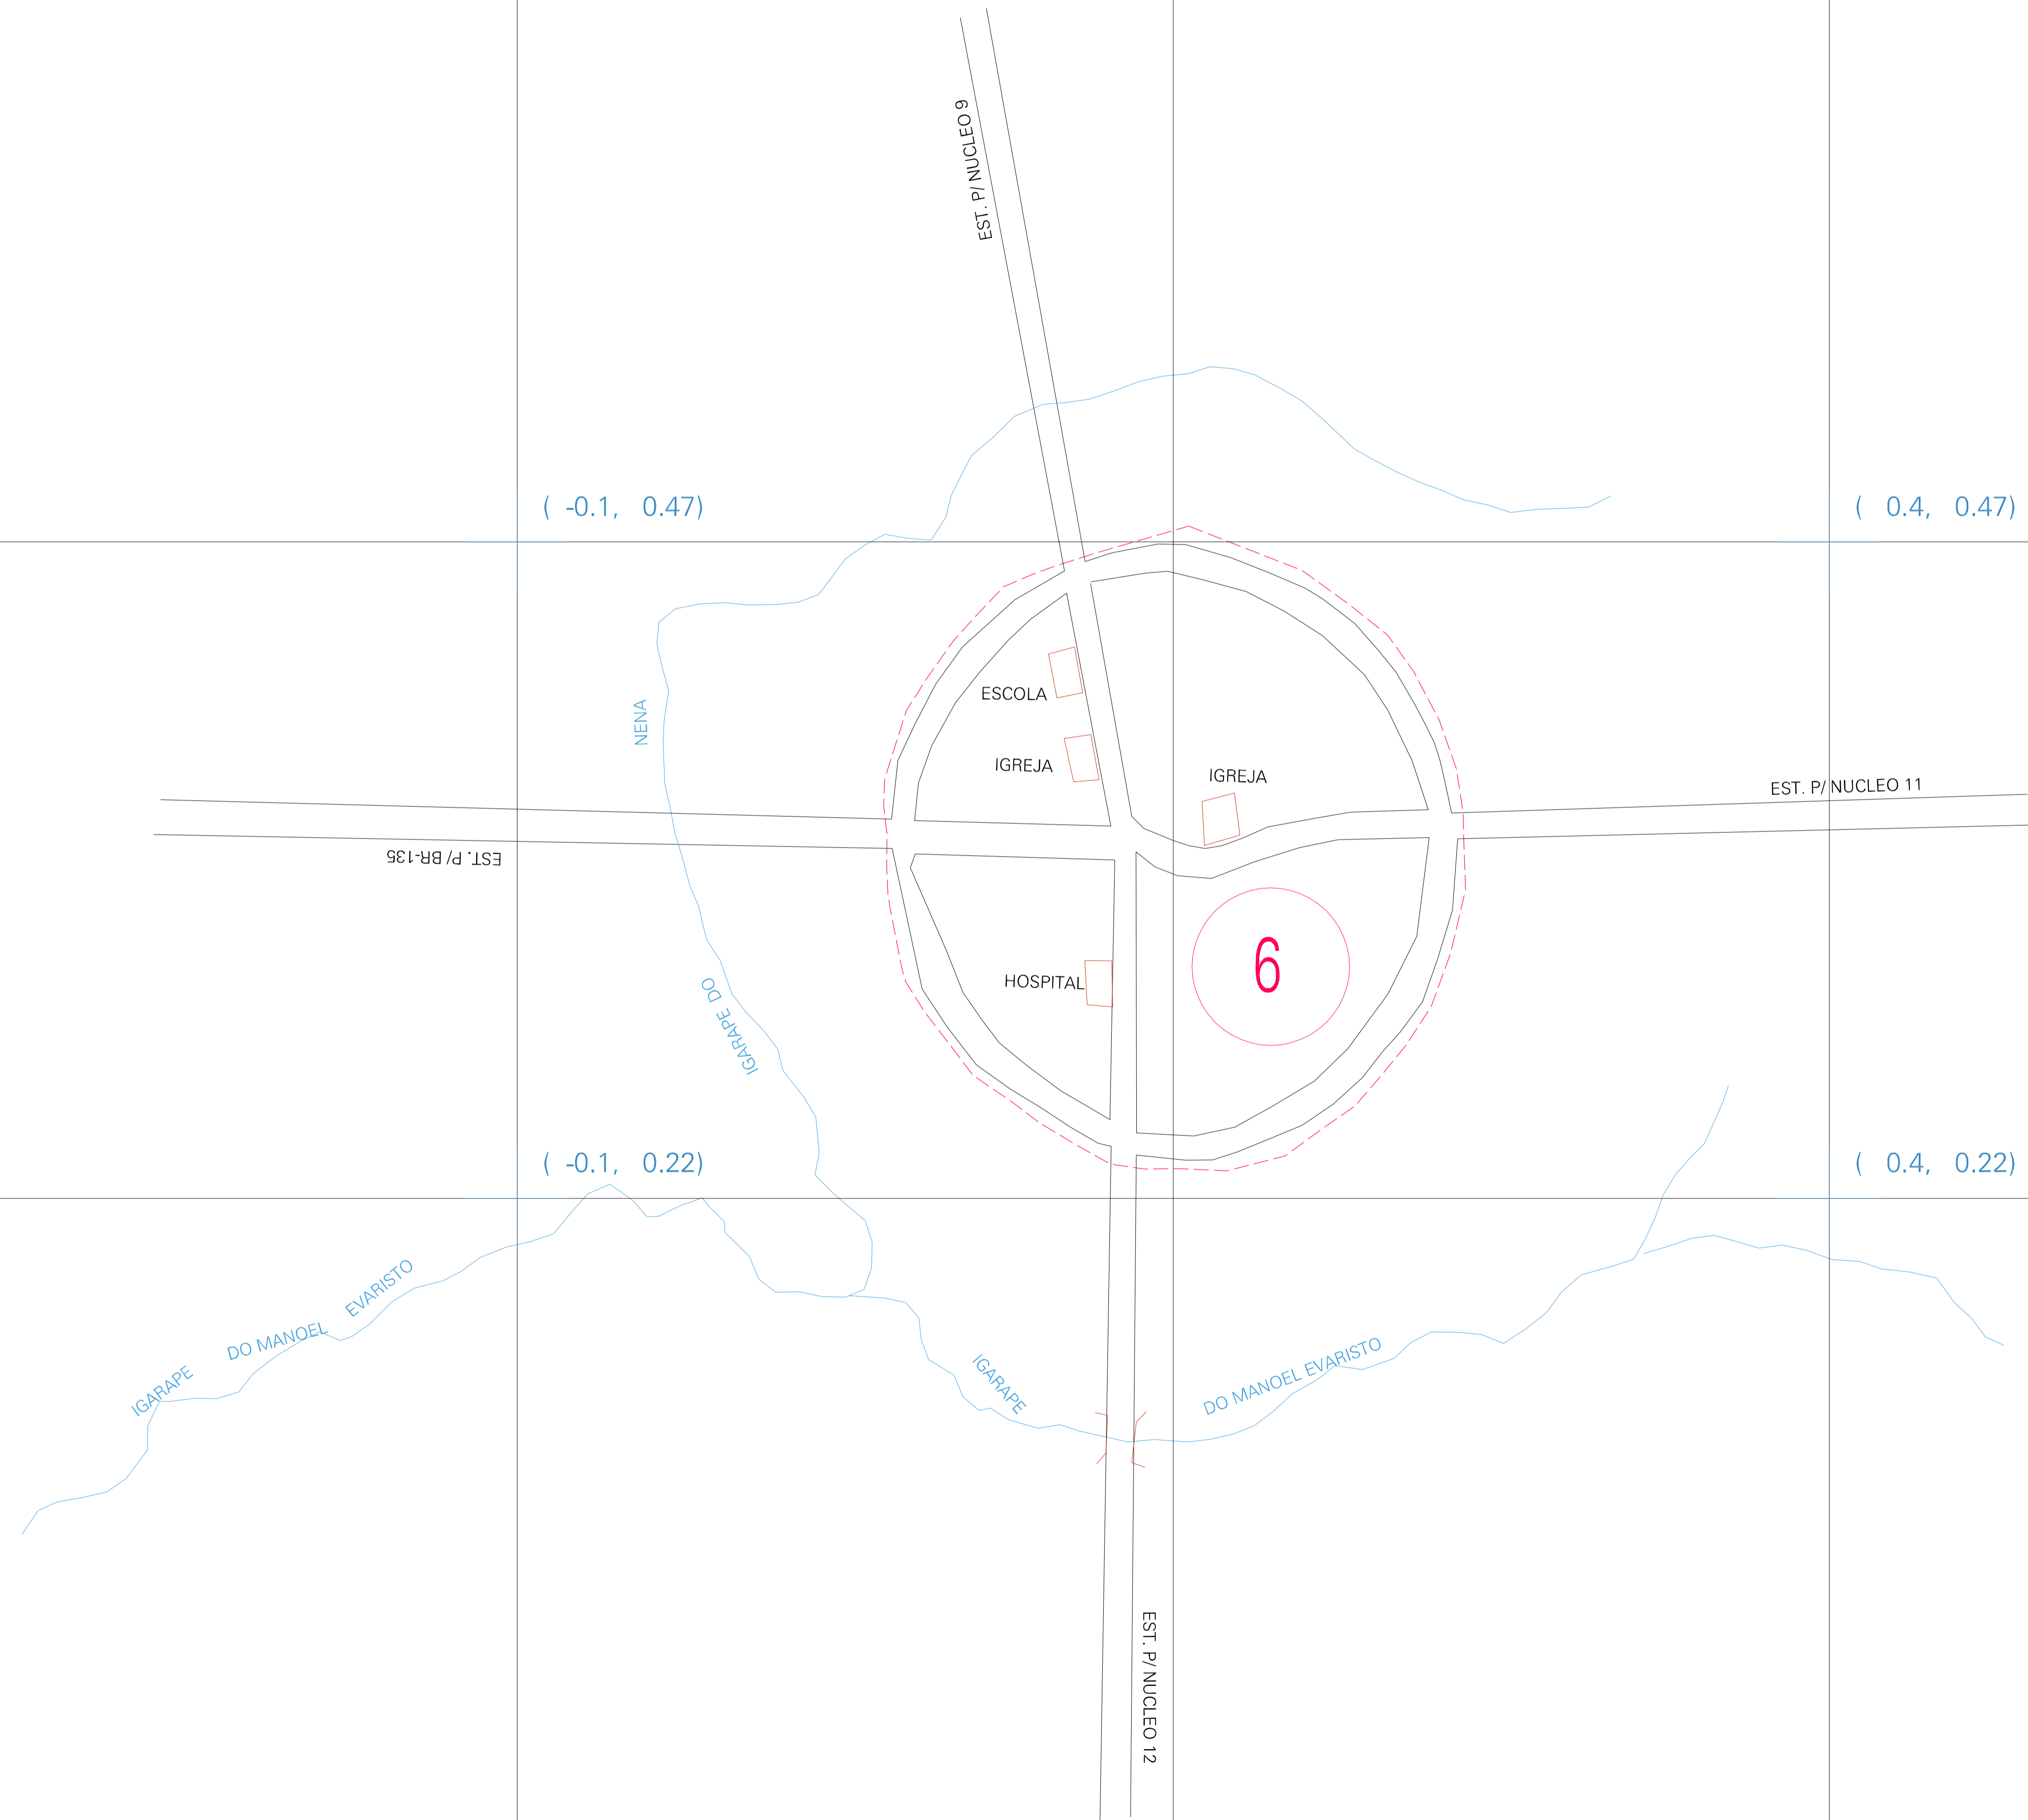 EST. P/ NUCLEO 9
( -0.1, 0.47)
( 0.4, 0.47)
ESCOLA
NENA
IGREJA
IGREJA
EST. P/ NUCLEO 11
EST. P/ BR-135
HOSPITAL
6
IGARAPE DO
( -0.1, 0.22)
( 0.4, 0.22)
IGARAPE DO MANOEL EVARISTO
IGARAPE
DO MANOEL EVARISTO
EST. P/ NUCLEO 12